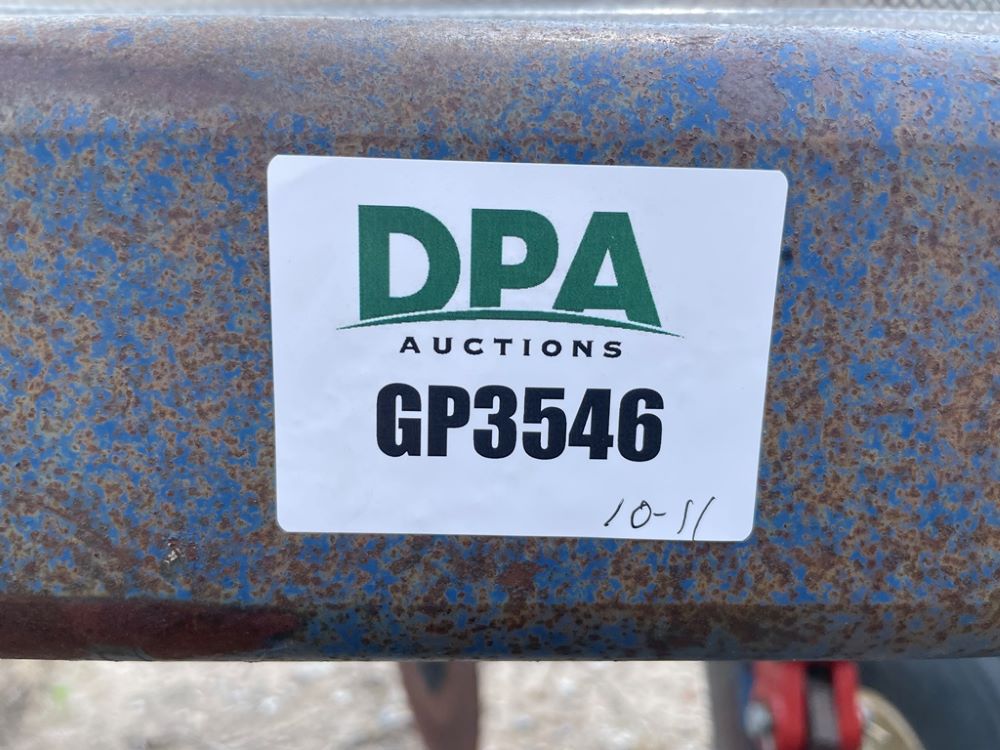 DPA
AUCTIONS
GP3546
10-11